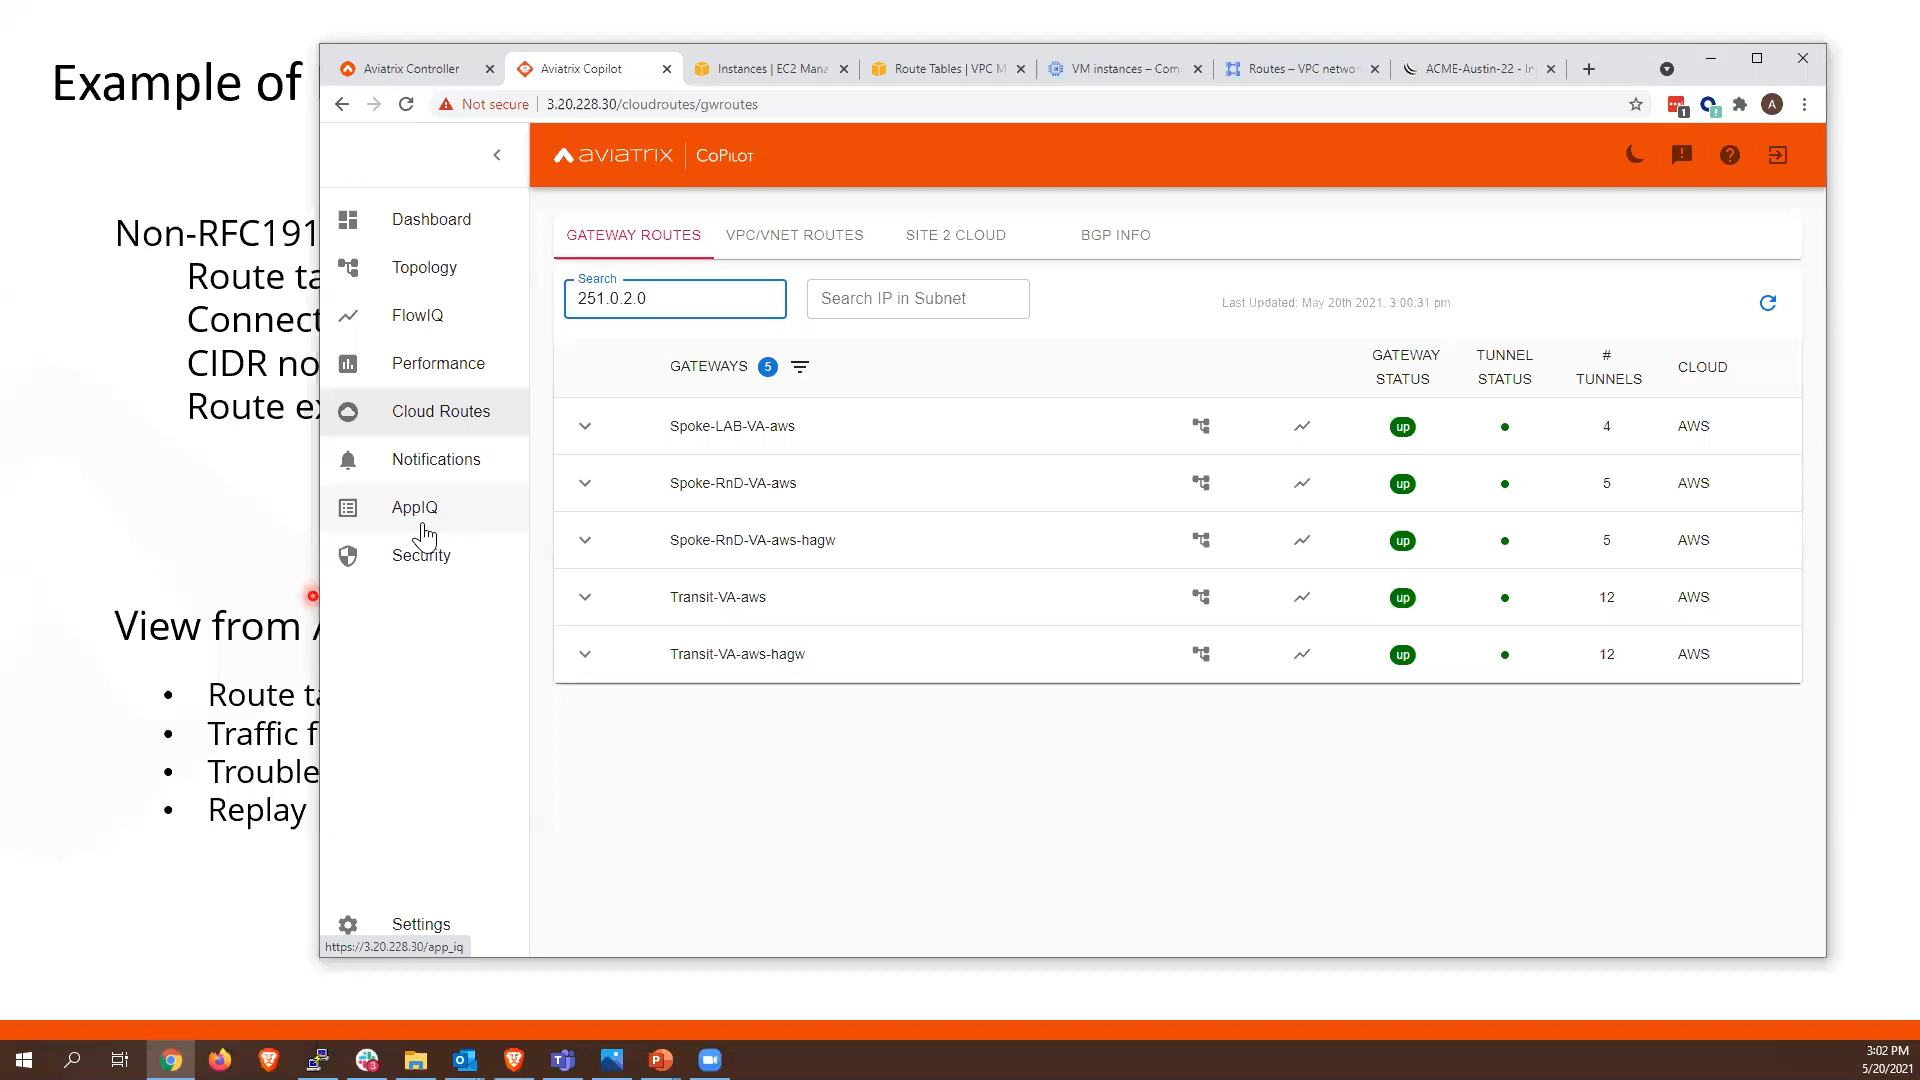 Example of
Non-RFC191
Route ta
Connect
CIDR no
Route ex
View from A
• Route ta
• Traffic f
• Trouble
• Replay
Aviatrix Controller
Aviatrix Copilot
Instances | EC2 Mana
Route Tables | VPC M
VM instances – Com
Routes – VPC netwo
ACME-Austin-22 - In
Not secure
3.20.228.30/cloudroutes/gwroutes
1
A
AVIATRIX CoPilot
Dashboard
Topology
FlowIQ
Performance
Cloud Routes
Notifications
AppIQ
Security
Settings
https://3.20.228.30/app_iq
GATEWAY ROUTES
VPC/VNET ROUTES
SITE 2 CLOUD
BGP INFO
Search
251.0.2.0
Search IP in Subnet
Last Updated: May 20th 2021, 3:00:31 pm
GATEWAYS 5
GATEWAY STATUS
TUNNEL STATUS
# TUNNELS
CLOUD
Spoke-LAB-VA-aws up 4 AWS
Spoke-RnD-VA-aws up 5 AWS
Spoke-RnD-VA-aws-hagw up 5 AWS
Transit-VA-aws up 12 AWS
Transit-VA-aws-hagw up 12 AWS
3:02 PM
5/20/2021